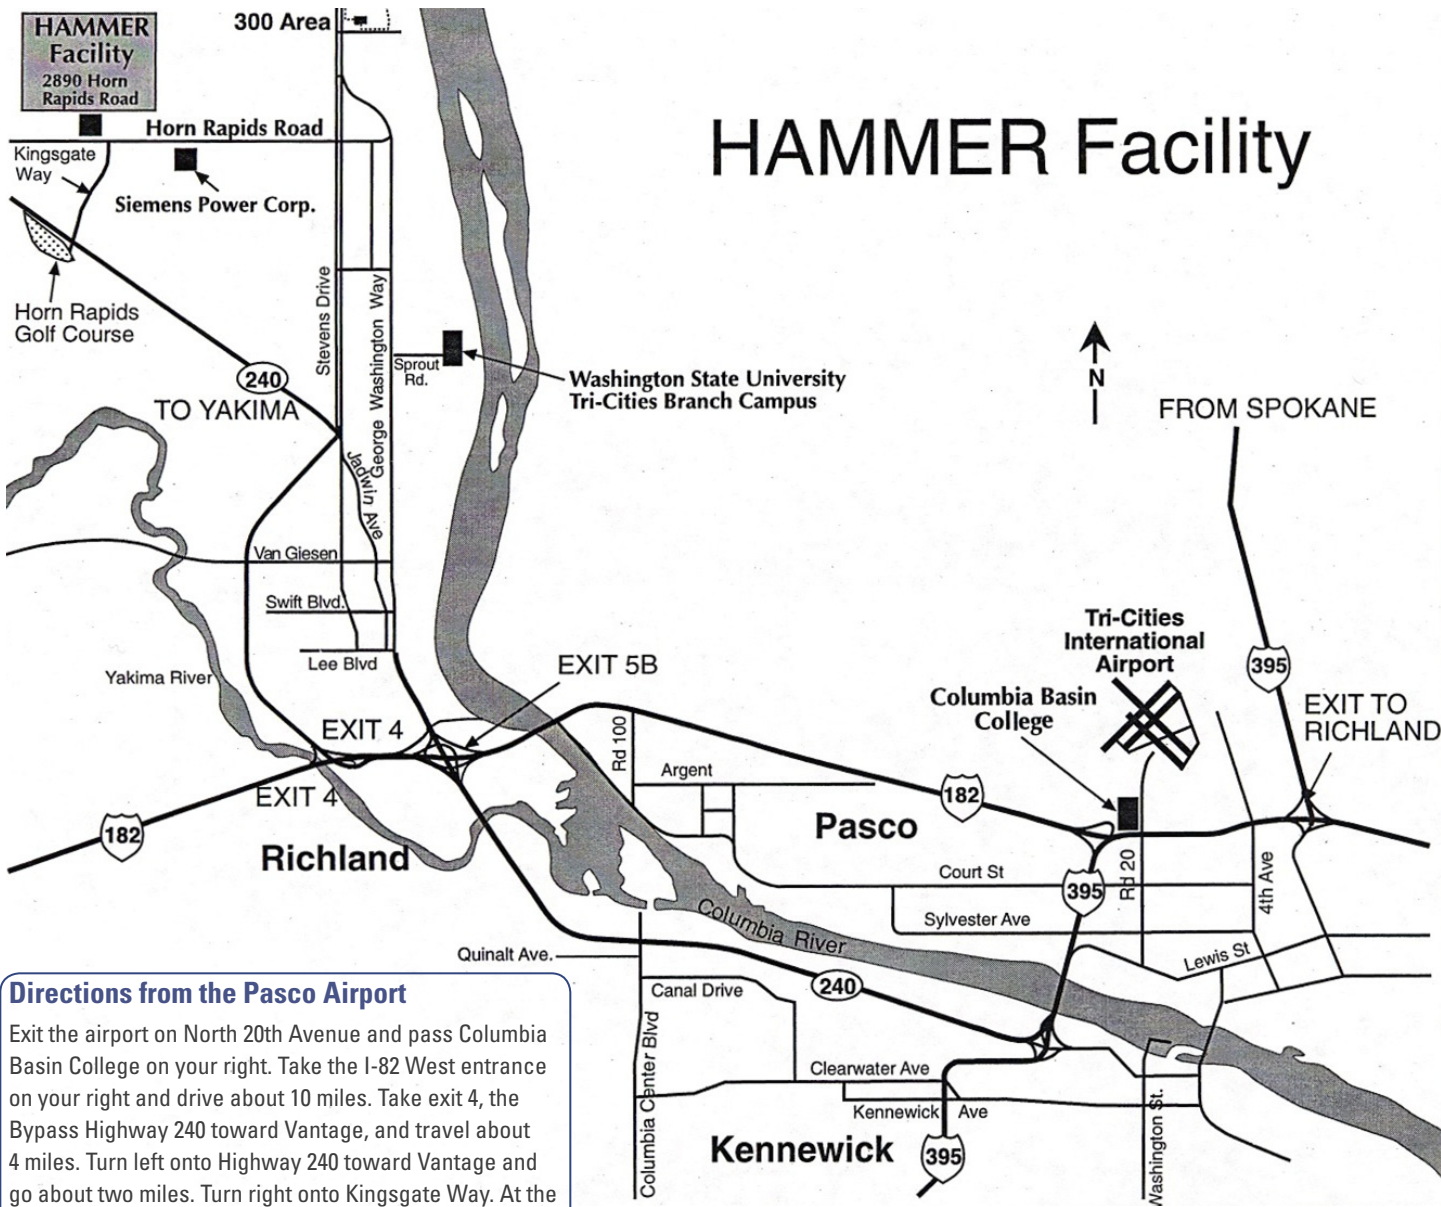 HAMMER
Facility
2890 Horn
Rapids Road
300 Area
Horn Rapids Road
Kingsgate
Way
Siemens Power Corp.
HAMMER Facility
Horn Rapids
Golf Course
Stevens Drive
George Washington Way
240
TO YAKIMA
Sprout
Rd.
Washington State University
Tri-Cities Branch Campus
N
FROM SPOKANE
Jadwin Ave
Van Giesen
Swift Blvd.
Lee Blvd
Yakima River
EXIT 5B
EXIT 4
EXIT 4
182
Richland
Rd 100
Argent
Tri-Cities
International
Airport
Columbia Basin
College
395
EXIT TO
RICHLAND
182
Pasco
Court St
395
Rd 20
4th Ave
Sylvester Ave
Columbia River
Lewis St
Quinalt Ave.
240
Canal Drive
Columbia Center Blvd
Clearwater Ave
Kennewick Ave
Kennewick
395
Washington St.
Directions from the Pasco Airport
Exit the airport on North 20th Avenue and pass Columbia
Basin College on your right. Take the I-82 West entrance
on your right and drive about 10 miles. Take exit 4, the
Bypass Highway 240 toward Vantage, and travel about
4 miles. Turn left onto Highway 240 toward Vantage and
go about two miles. Turn right onto Kingsgate Way. At the